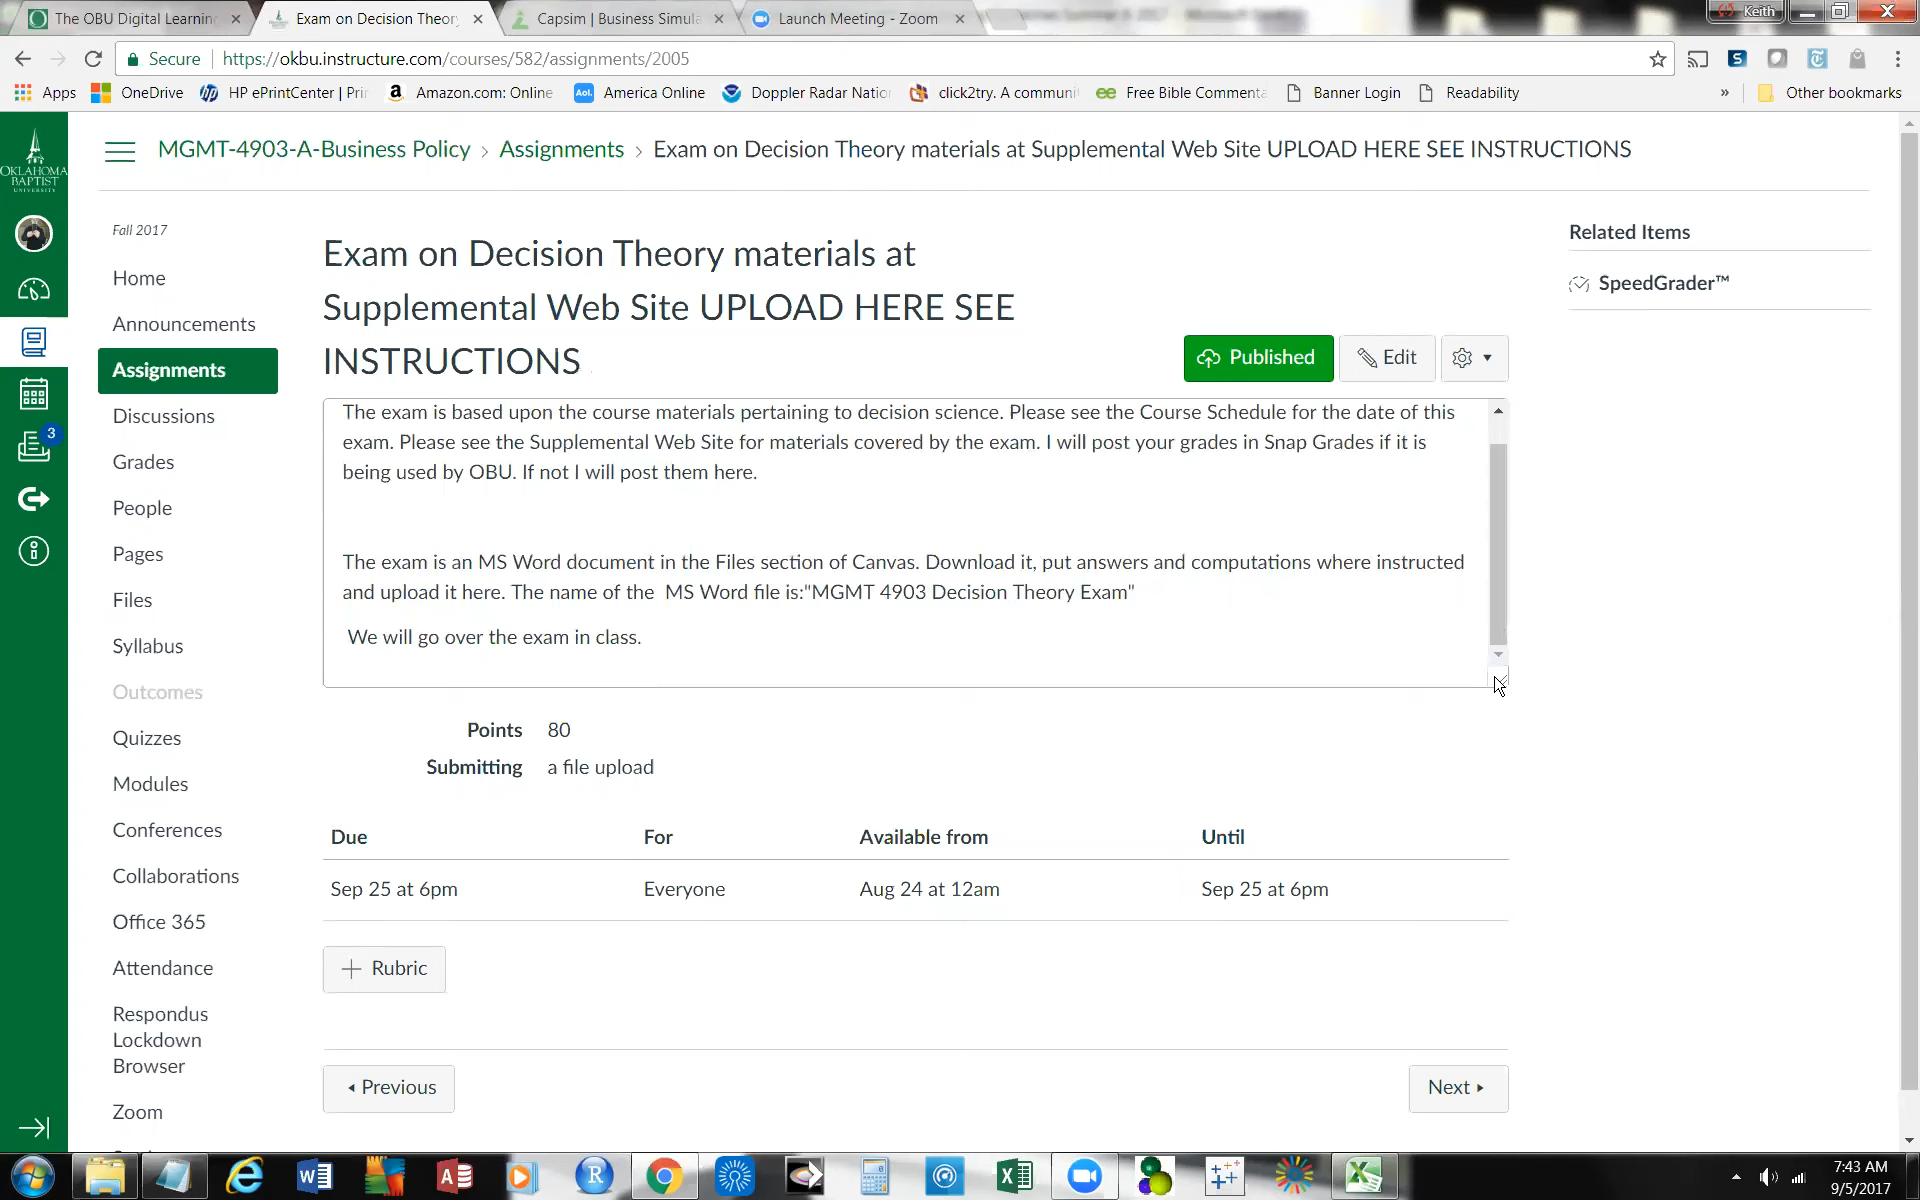 The OBU Digital Learnin
Exam on Decision Theory
Capsim | Business Simula
Launch Meeting - Zoom
Keith
Secure
https://okbu.instructure.com/courses/582/assignments/2005
Apps
OneDrive
HP ePrintCenter | Pri
Amazon.com: Online
Aol.
America Online
Doppler Radar Natio
click2try. A communi
Free Bible Commenta
Banner Login
Readability
»
Other bookmarks
OKLAHOMA
BAPTIST
UNIVERSITY
MGMT-4903-A-Business Policy › Assignments › Exam on Decision Theory materials at Supplemental Web Site UPLOAD HERE SEE INSTRUCTIONS
Fall 2017
Home
Announcements
Assignments
Discussions
3
Grades
People
Pages
Files
Syllabus
Outcomes
Quizzes
Modules
Conferences
Collaborations
Office 365
Attendance
Respondus
Lockdown
Browser
Zoom
Exam on Decision Theory materials at
Supplemental Web Site UPLOAD HERE SEE
INSTRUCTIONS
Published
Edit
The exam is based upon the course materials pertaining to decision science. Please see the Course Schedule for the date of this
exam. Please see the Supplemental Web Site for materials covered by the exam. I will post your grades in Snap Grades if it is
being used by OBU. If not I will post them here.
The exam is an MS Word document in the Files section of Canvas. Download it, put answers and computations where instructed
and upload it here. The name of the  MS Word file is:"MGMT 4903 Decision Theory Exam"
We will go over the exam in class.
Points 80
Submitting a file upload
Due For Available from Until
Sep 25 at 6pm Everyone Aug 24 at 12am Sep 25 at 6pm
Rubric
Previous
Next
Related Items
SpeedGrader™
7:43 AM
9/5/2017